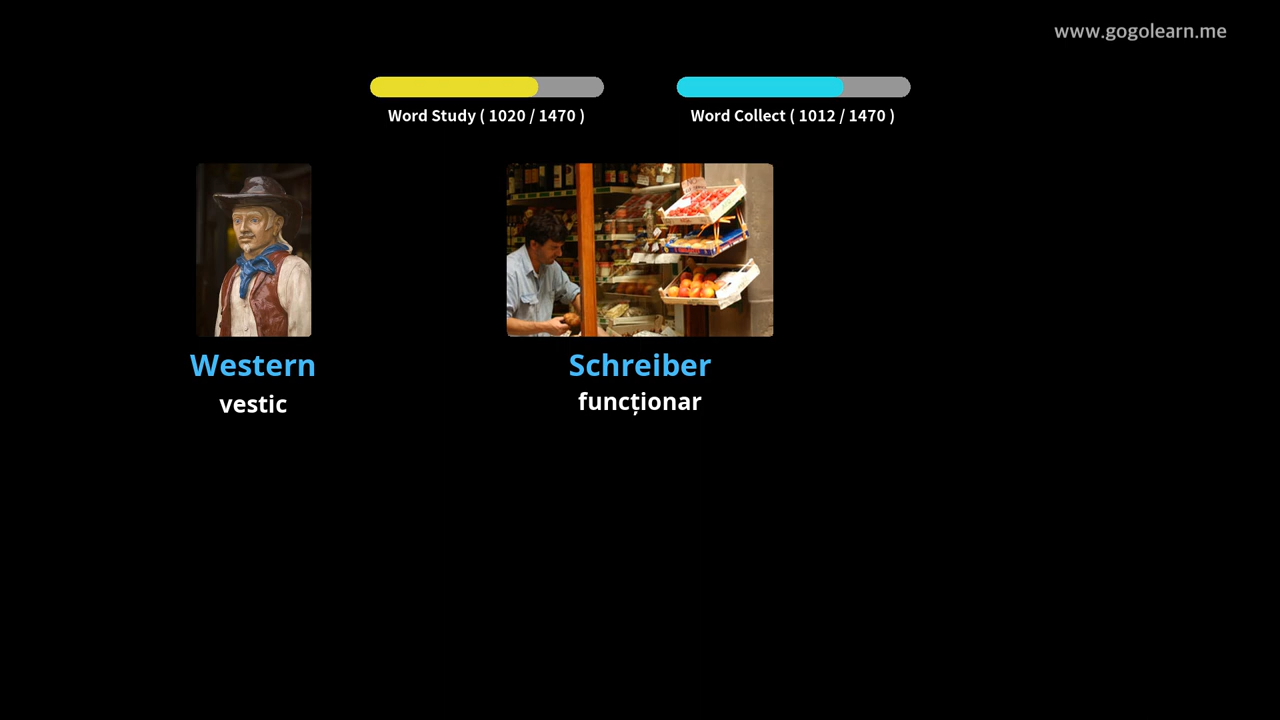 www.gogolearn.me
Word Study ( 1020 / 1470 )
Word Collect ( 1012 / 1470 )
Western
vestic
Schreiber
funcționar